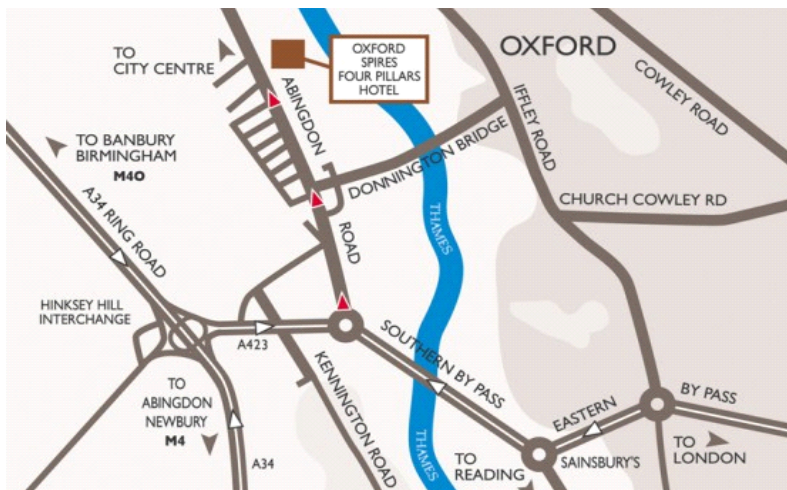 TO
CITY CENTRE
OXFORD
SPIRES
FOUR PILLARS
HOTEL
OXFORD
COWLEY ROAD
ABINGDON
IFFLEY ROAD
TO BANBURY
BIRMINGHAM
M40
DONNINGTON BRIDGE
CHURCH COWLEY RD
A34 RING ROAD
THAMES
ROAD
HINKSEY HILL
INTERCHANGE
A423
SOUTHERN BY PASS
KENNINGTON ROAD
TO
ABINGDON
NEWBURY
M4
A34
THAMES
EASTERN
BY PASS
TO
READING
SAINSBURY'S
TO
LONDON